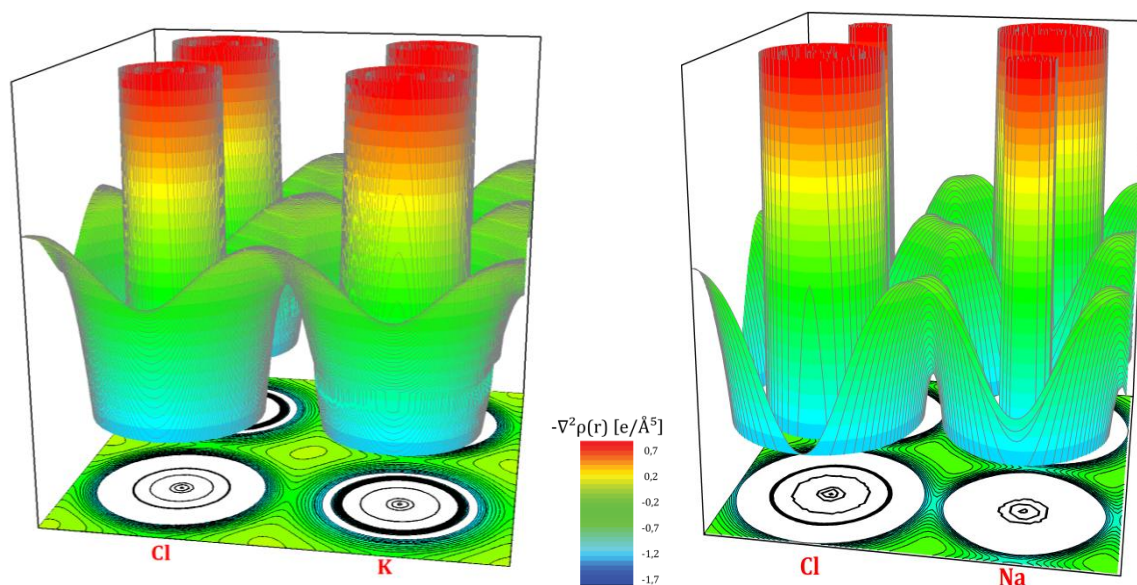 -∇²ρ(r) [e/Å⁵]
0,7
0,2
-0,2
-0,7
-1,2
-1,7
Cl
K
Cl
Na